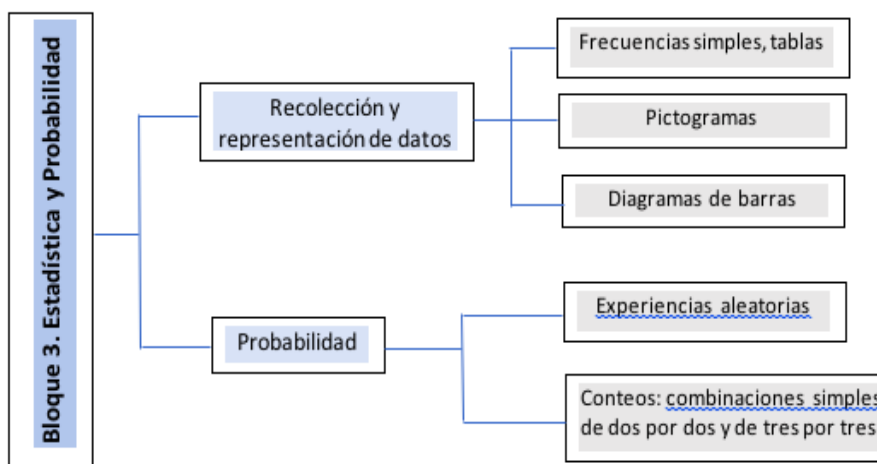 Bloque 3. Estadística y Probabilidad
Recolección y
representación de datos
Frecuencias simples, tablas
Pictogramas
Diagramas de barras
Probabilidad
Experiencias aleatorias
Conteos: combinaciones simples
de dos por dos y de tres por tres